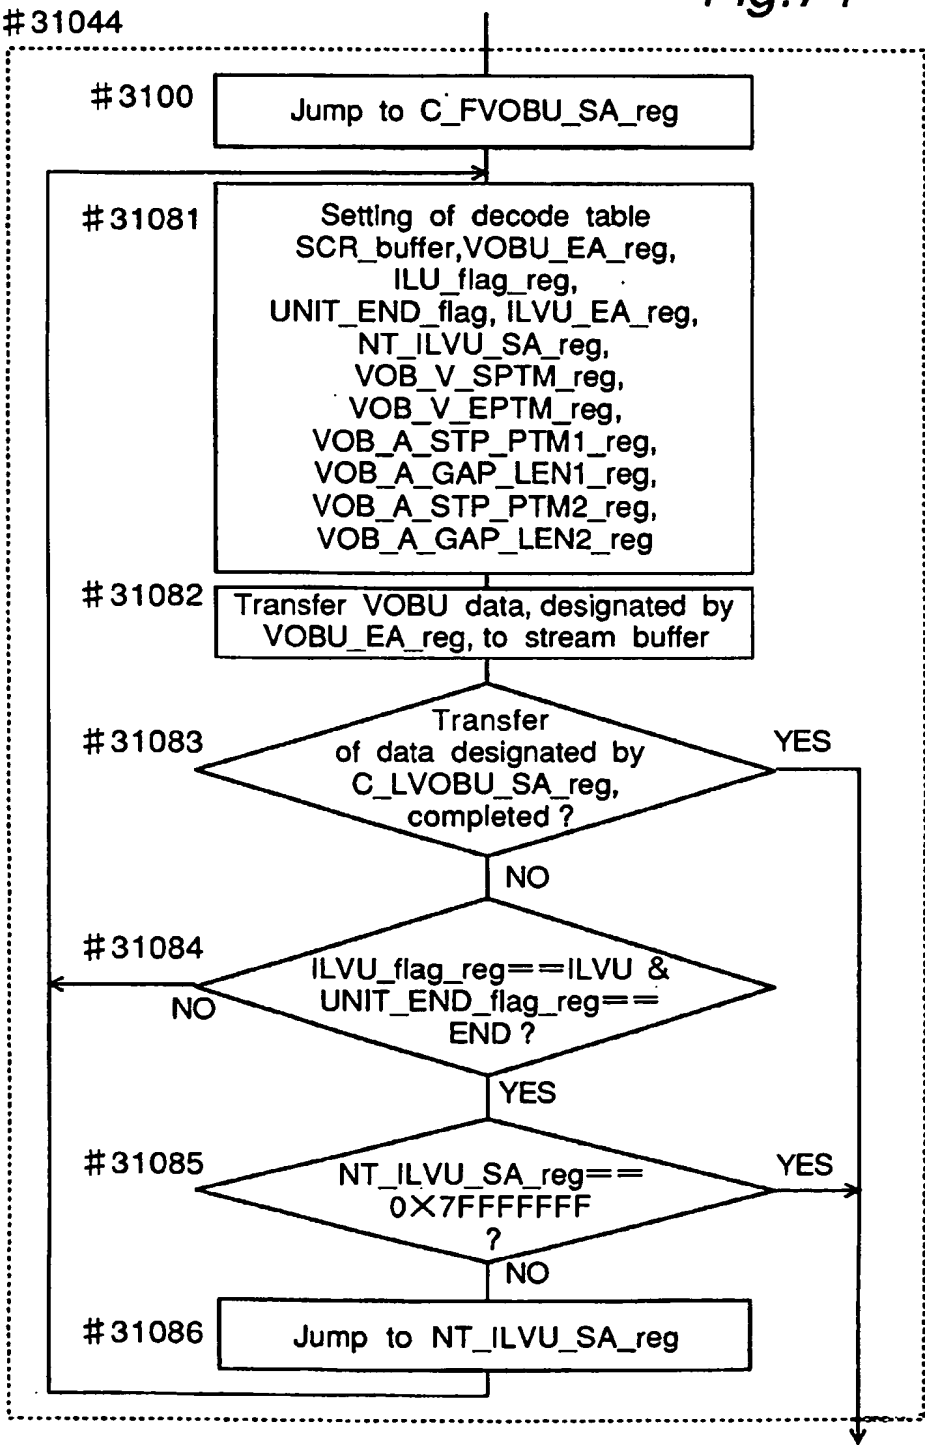 #31044
#3100
Jump to C_FVOBU_SA_reg
#31081
Setting of decode table
SCR_buffer,VOBU_EA_reg,
ILU_flag_reg,
UNIT_END_flag, ILVU_EA_reg,
NT_ILVU_SA_reg,
VOB_V_SPTM_reg,
VOB_V_EPTM_reg,
VOB_A_STP_PTM1_reg,
VOB_A_GAP_LEN1_reg,
VOB_A_STP_PTM2_reg,
VOB_A_GAP_LEN2_reg
#31082
Transfer VOBU data, designated by
VOBU_EA_reg, to stream buffer
#31083
Transfer
of data designated by
C_LVOBU_SA_reg,
completed ?
YES
NO
#31084
ILVU_flag_reg==ILVU &
UNIT_END_flag_reg==
END ?
NO
YES
#31085
NT_ILVU_SA_reg==
0X7FFFFFFF
?
YES
NO
#31086
Jump to NT_ILVU_SA_reg